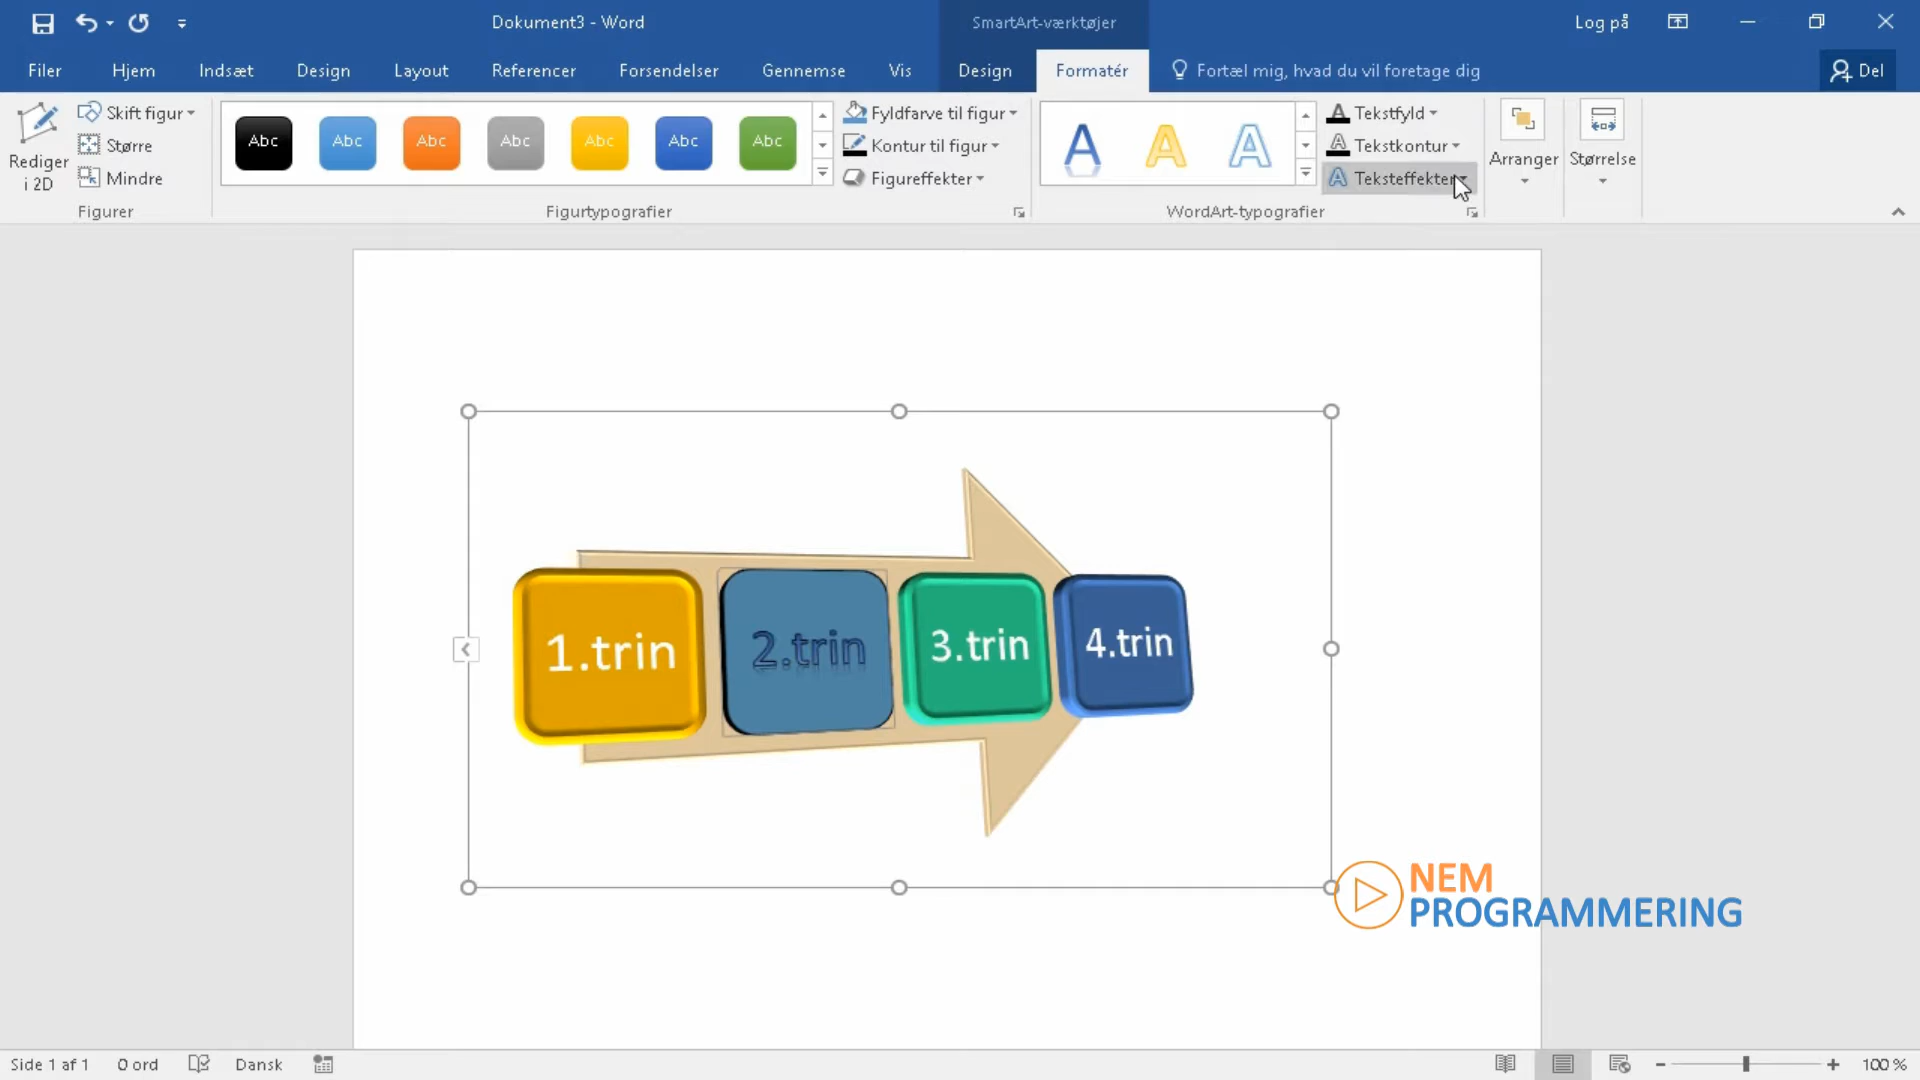 Dokument3 - Word
SmartArt-værktøjer
Log på
Filer
Hjem
Indsæt
Design
Layout
Referencer
Forsendelser
Gennemse
Vis
Design
Formatér
Fortæl mig, hvad du vil foretage dig
Del
Rediger
i 2D
Skift figur
Større
Mindre
Figurer
Abc
Abc
Abc
Abc
Abc
Abc
Abc
Figurtypografier
Fyldfarve til figur
Kontur til figur
Figureffekter
A
A
A
WordArt-typografier
Tekstfyld
Tekstkontur
Teksteffekter
Arranger
Størrelse
1.trin
2.trin
3.trin
4.trin
NEM
PROGRAMMERING
Side 1 af 1
0 ord
Dansk
100 %